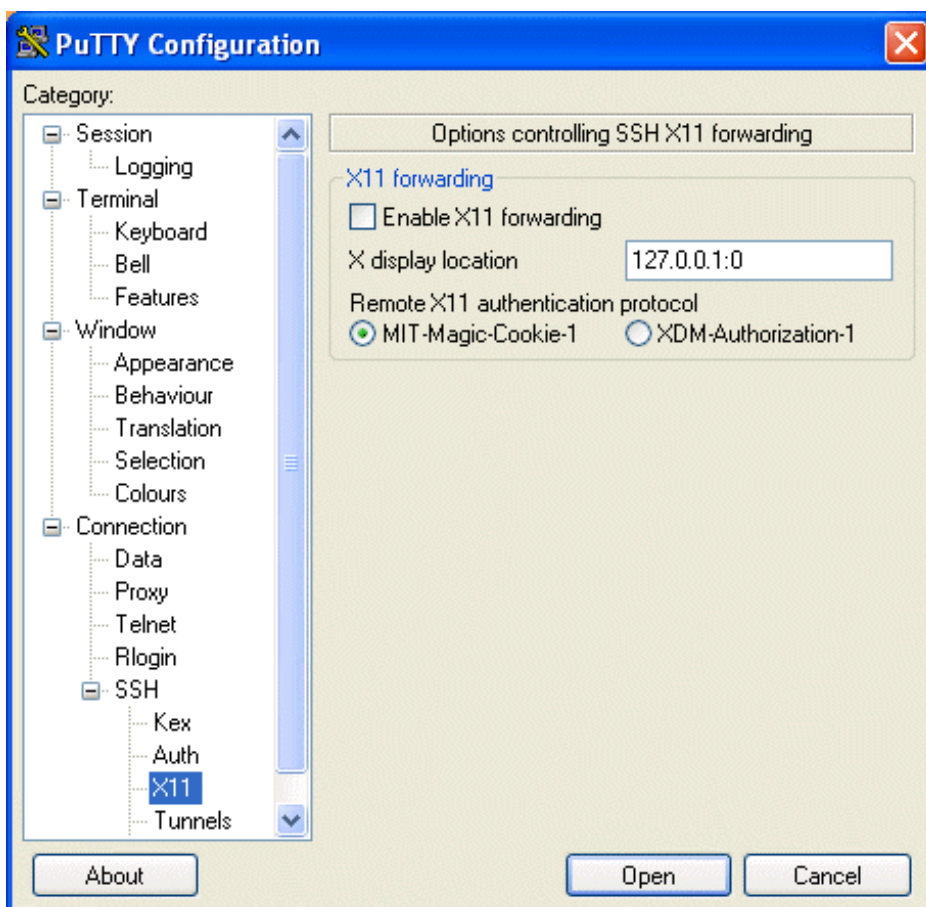 PuTTY Configuration
Category:
Session
Logging
Terminal
Keyboard
Bell
Features
Window
Appearance
Behaviour
Translation
Selection
Colours
Connection
Data
Proxy
Telnet
Rlogin
SSH
Kex
Auth
X11
Tunnels
Options controlling SSH X11 forwarding
X11 forwarding
Enable X11 forwarding
X display location 127.0.0.1:0
Remote X11 authentication protocol
MIT-Magic-Cookie-1 XDM-Authorization-1
About Open Cancel